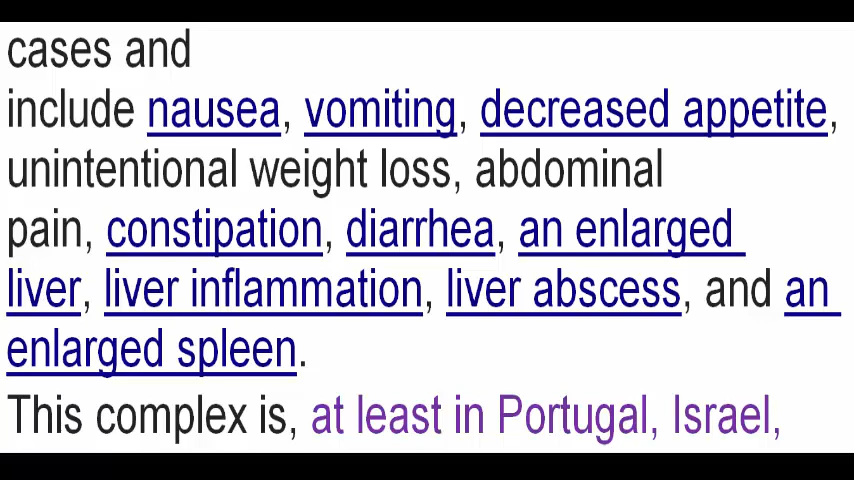 cases and
include nausea, vomiting, decreased appetite,
unintentional weight loss, abdominal
pain, constipation, diarrhea, an enlarged
liver, liver inflammation, liver abscess, and an
enlarged spleen.
This complex is, at least in Portugal, Israel,